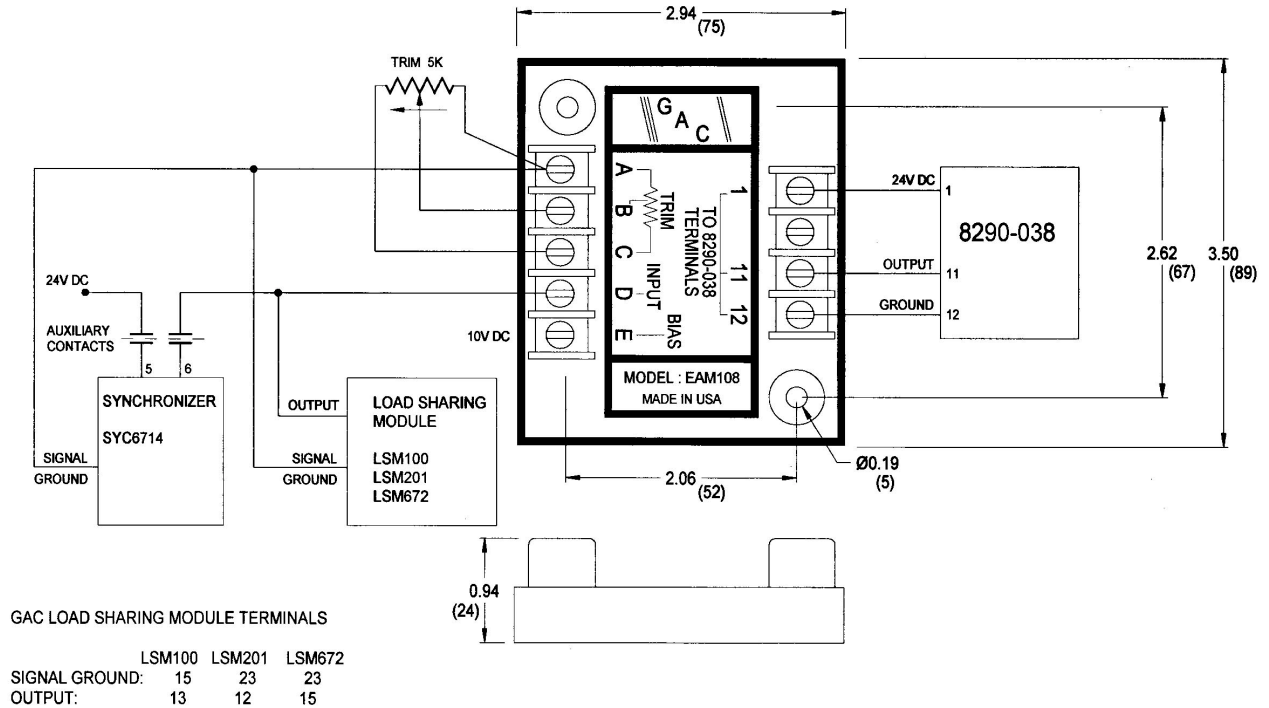 2.94
(75)
TRIM 5K
G A C
A
B
C
D
E
TRIM
INPUT
BIAS
TO 8290-038
TERMINALS
1
11
12
MODEL : EAM108
MADE IN USA
10V DC
24V DC
1
OUTPUT
11
GROUND
12
8290-038
2.62
(67)
3.50
(89)
24V DC
AUXILIARY
CONTACTS
5
6
SYNCHRONIZER
SYC6714
SIGNAL
GROUND
OUTPUT
LOAD SHARING
MODULE
SIGNAL
GROUND
LSM100
LSM201
LSM672
2.06
(52)
Ø0.19
(5)
0.94
(24)
GAC LOAD SHARING MODULE TERMINALS
LSM100 LSM201 LSM672
SIGNAL GROUND: 15 23 23
OUTPUT: 13 12 15